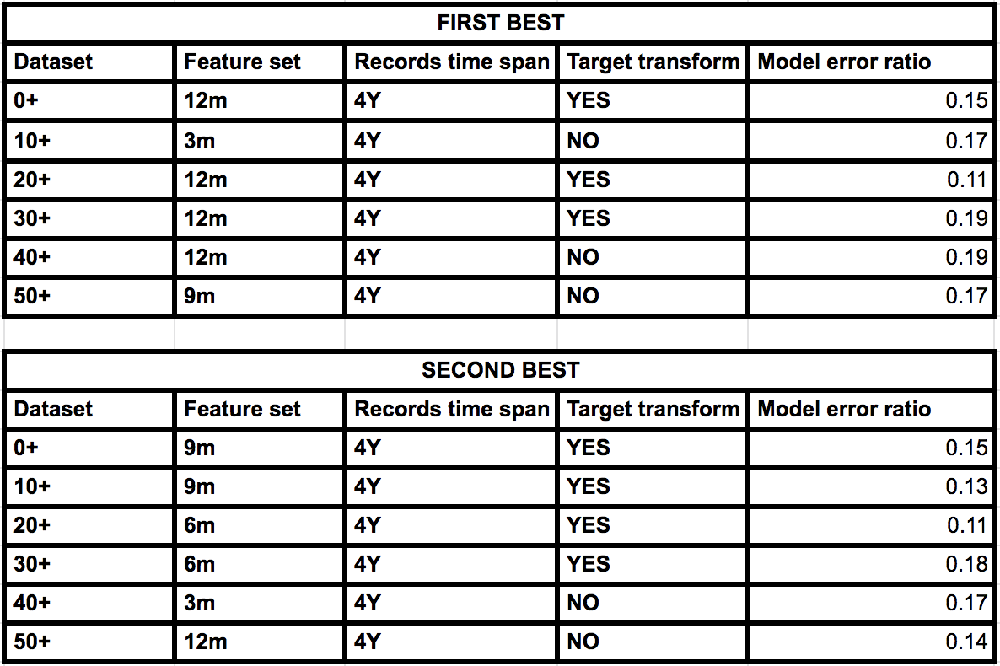 FIRST BEST
Dataset Feature set Records time span Target transform Model error ratio
0+ 12m 4Y YES 0.15
10+ 3m 4Y NO 0.17
20+ 12m 4Y YES 0.11
30+ 12m 4Y YES 0.19
40+ 12m 4Y NO 0.19
50+ 9m 4Y NO 0.17
SECOND BEST
Dataset Feature set Records time span Target transform Model error ratio
0+ 9m 4Y YES 0.15
10+ 9m 4Y YES 0.13
20+ 6m 4Y YES 0.11
30+ 6m 4Y YES 0.18
40+ 3m 4Y NO 0.17
50+ 12m 4Y NO 0.14